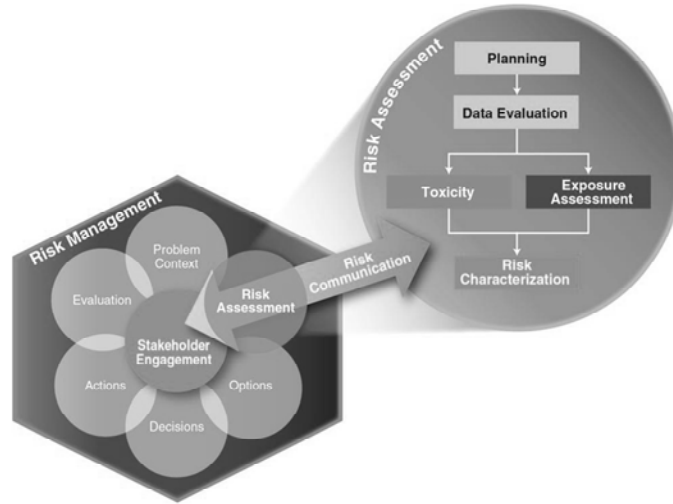 Risk Assessment
Planning
Data Evaluation
Toxicity
Exposure
Assessment
Risk
Characterization
Risk
Communication
Risk Management
Problem
Context
Risk
Assessment
Evaluation
Stakeholder
Engagement
Actions
Options
Decisions